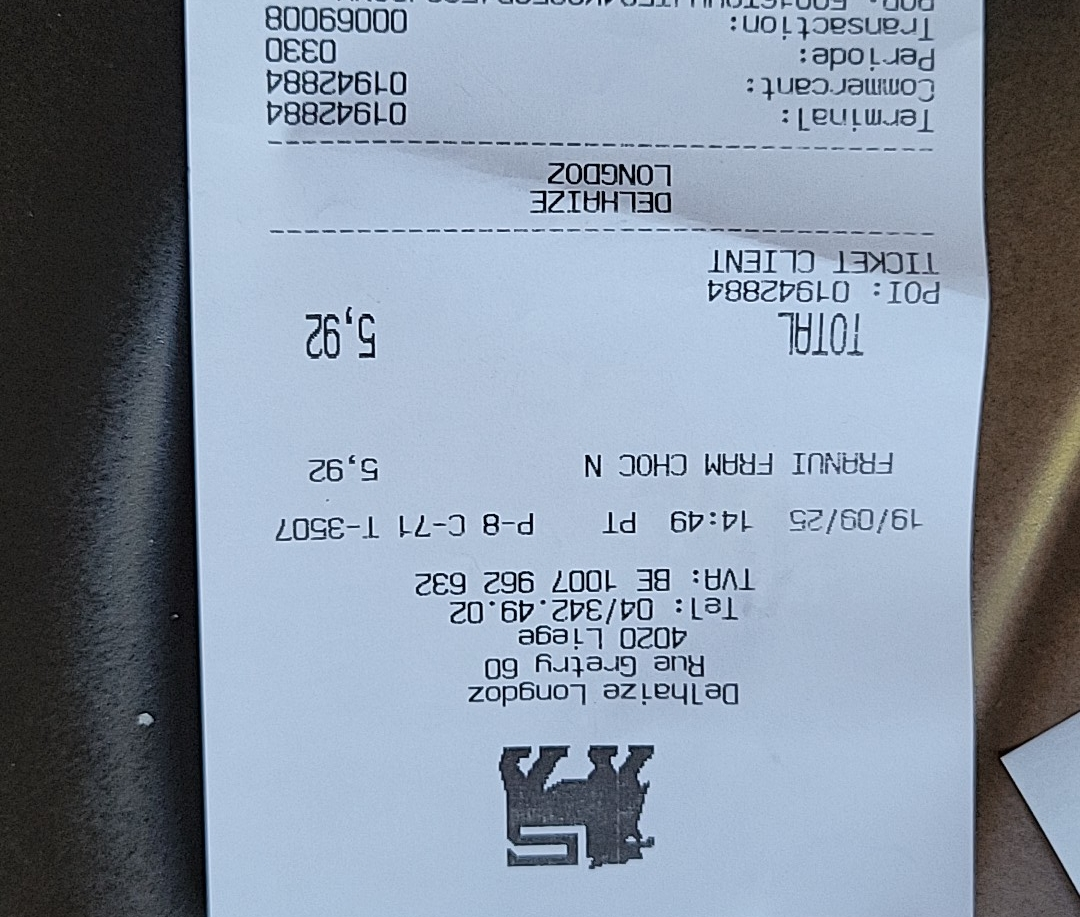 Delhaize Longdoz
Rue Gretry 60
4020 Liege
Tel: 04/342.49.02
TVA: BE 1007 962 632
19/09/25 14:49 PT P-8 C-71 T-3507
FRANUI FRAM CHOC N 5,92
TOTAL 5,92
POI: 01942884
TICKET CLIENT
DELHAIZE
LONGDOZ
Terminal: 01942884
Commercant: 01942884
Periode: 0330
Transaction: 00069008